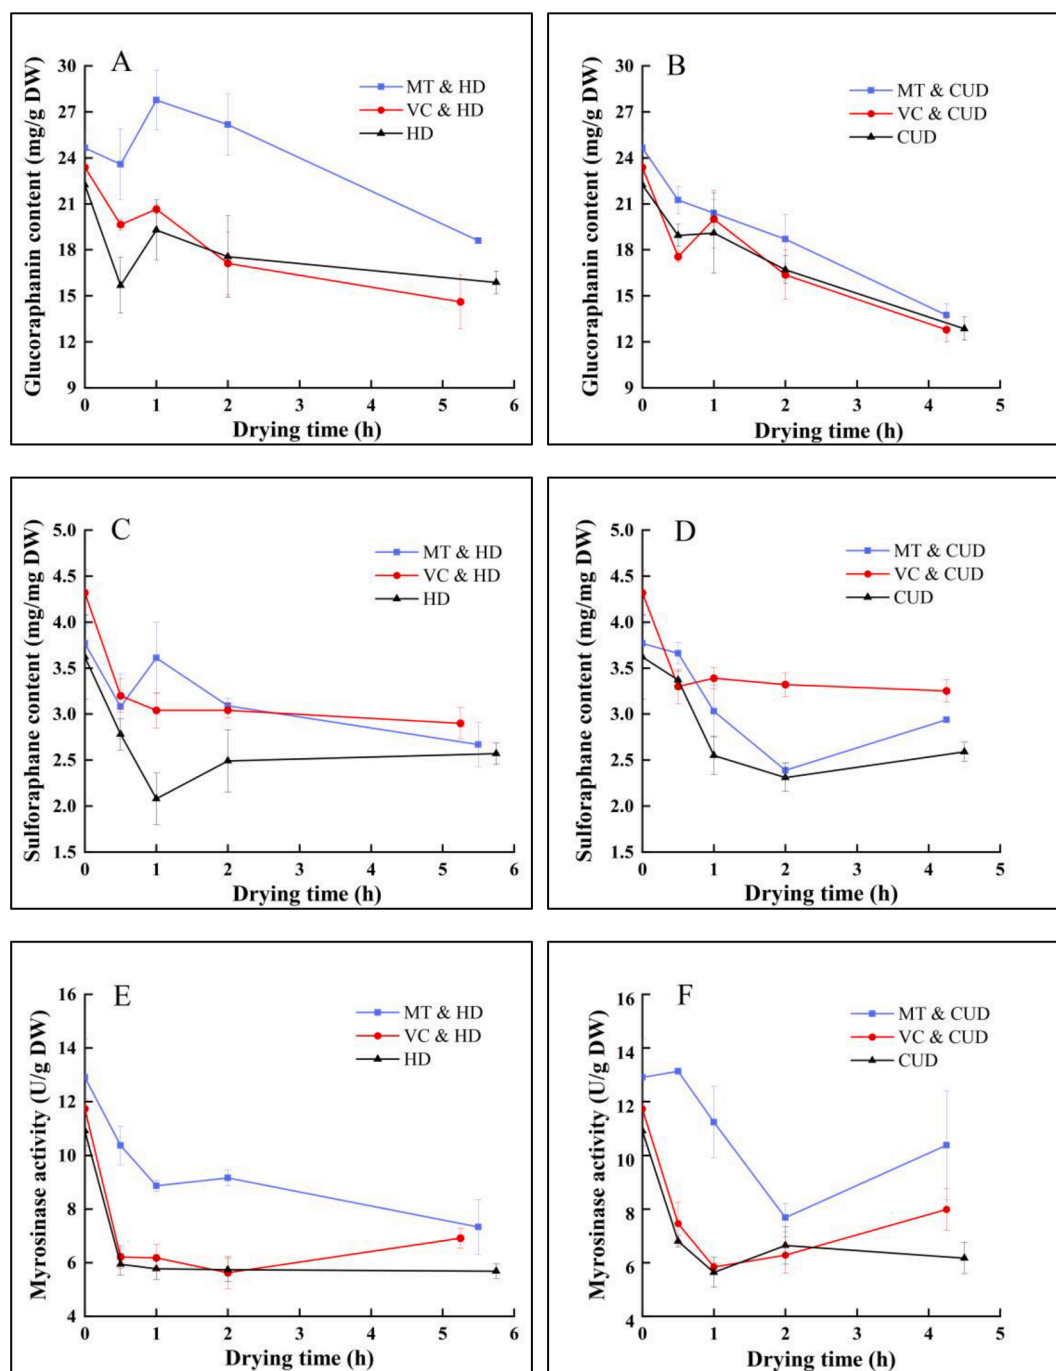 A
Glucoraphanin content (mg/g DW)
30
27
24
21
18
15
12
9
MT & HD
VC & HD
HD
0 1 2 3 4 5 6
Drying time (h)
B
Glucoraphanin content (mg/g DW)
30
27
24
21
18
15
12
9
MT & CUD
VC & CUD
CUD
0 1 2 3 4 5
Drying time (h)
C
Sulforaphane content (mg/mg DW)
5.0
4.5
4.0
3.5
3.0
2.5
2.0
1.5
MT & HD
VC & HD
HD
0 1 2 3 4 5 6
Drying time (h)
D
Sulforaphane content (mg/mg DW)
5.0
4.5
4.0
3.5
3.0
2.5
2.0
1.5
MT & CUD
VC & CUD
CUD
0 1 2 3 4 5
Drying time (h)
E
Myrosinase activity (U/g DW)
16
14
12
10
8
6
4
MT & HD
VC & HD
HD
0 1 2 3 4 5 6
Drying time (h)
F
Myrosinase activity (U/g DW)
16
14
12
10
8
6
4
MT & CUD
VC & CUD
CUD
0 1 2 3 4 5
Drying time (h)